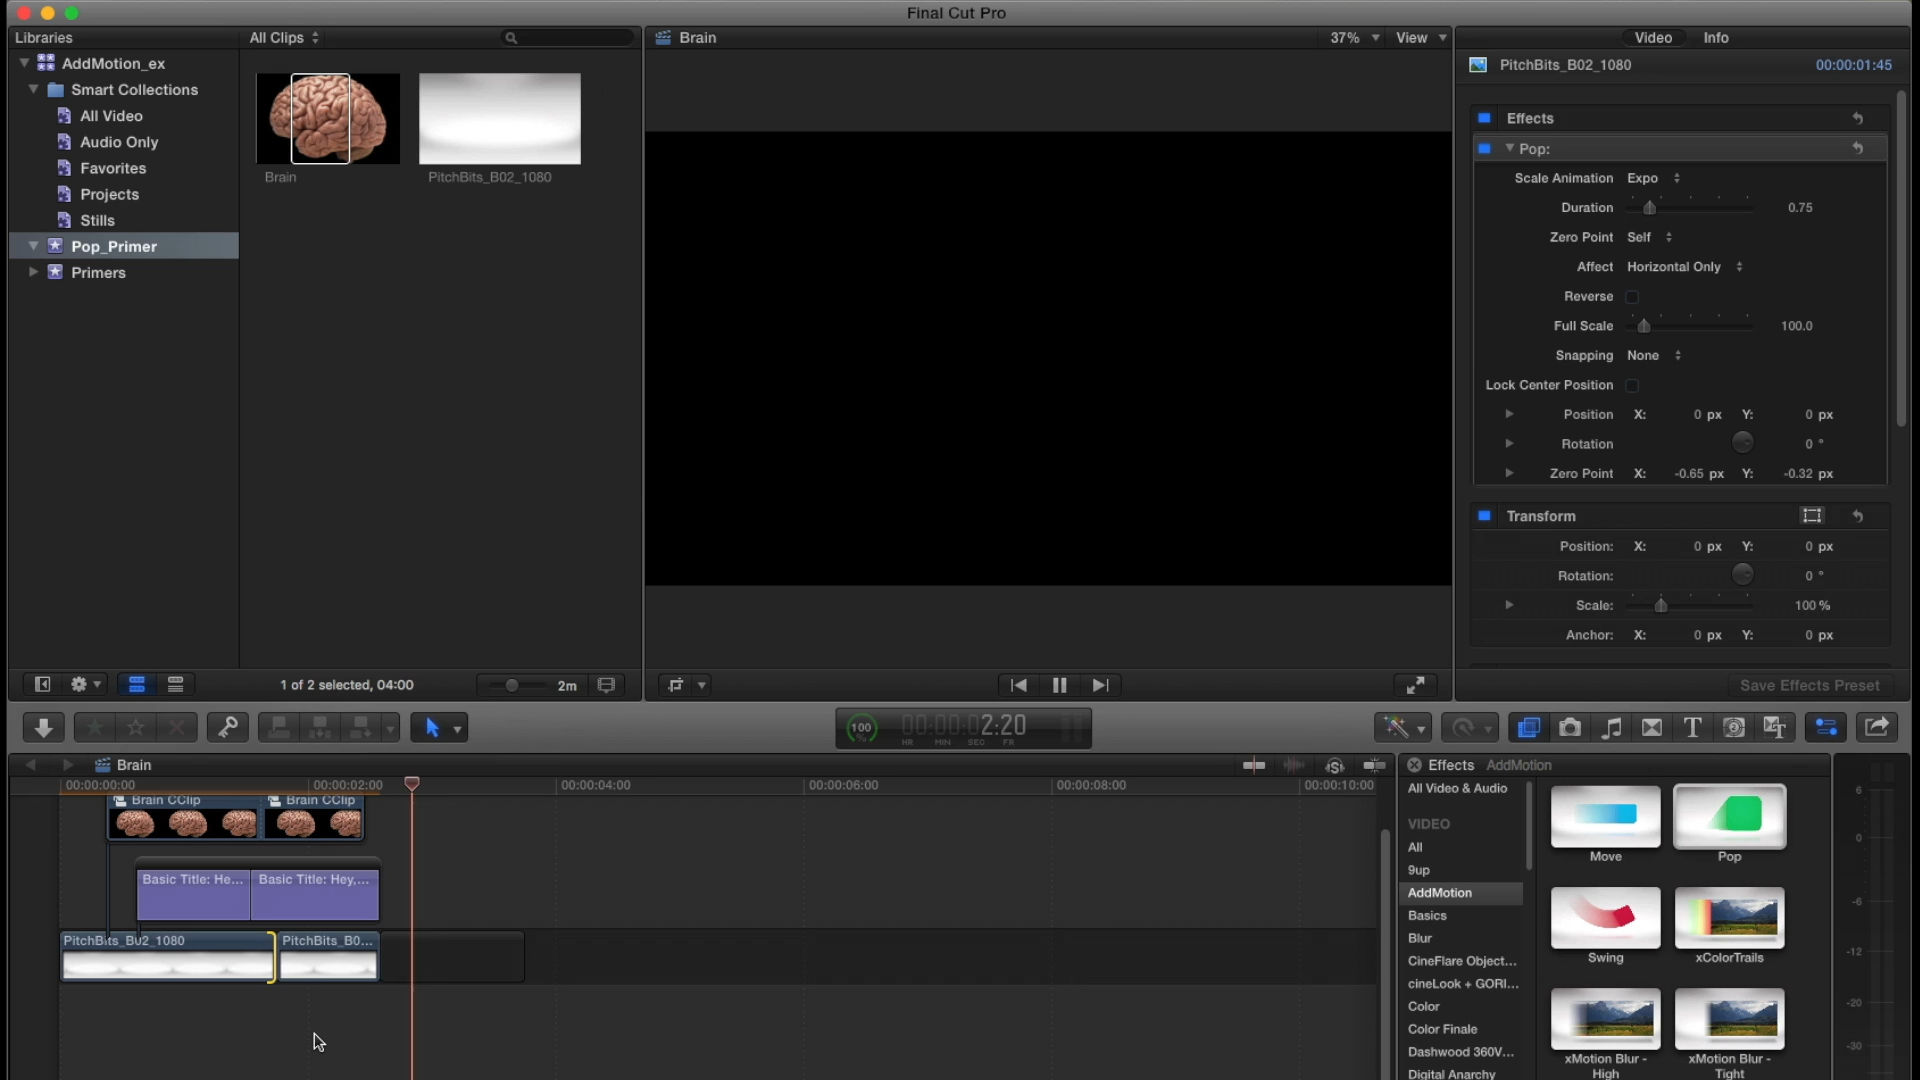 Final Cut Pro
Libraries
AddMotion_ex
Smart Collections
All Video
Audio Only
Favorites
Projects
Stills
Pop_Primer
Primers
All Clips
Brain
PitchBits_B02_1080
1 of 2 selected, 04:00
2m
Brain
37%
View
Video
Info
PitchBits_B02_1080
00:00:01:45
Effects
Pop:
Scale Animation Expo
Duration 0.75
Zero Point Self
Affect Horizontal Only
Reverse
Full Scale 100.0
Snapping None
Lock Center Position
Position X: 0 px Y: 0 px
Rotation 0 °
Zero Point X: -0.65 px Y: -0.32 px
Transform
Position: X: 0 px Y: 0 px
Rotation: 0 °
Scale: 100 %
Anchor: X: 0 px Y: 0 px
Save Effects Preset
100
00:00:02:20
HR MIN SEC FR
Brain
00:00:00:00
00:00:02:00
00:00:04:00
00:00:06:00
00:00:08:00
00:00:10:00
Brain CClip
Brain CClip
Basic Title: He...
Basic Title: Hey,...
PitchBits_B02_1080
PitchBits_B0...
Effects AddMotion
All Video & Audio
VIDEO
All
9up
AddMotion
Basics
Blur
CineFlare Object...
cineLook + GORI...
Color
Color Finale
Dashwood 360V...
Digital Anarchy
Move
Pop
Swing
xColorTrails
xMotion Blur -
High
xMotion Blur -
Tight
6
0
-6
-12
-20
-30